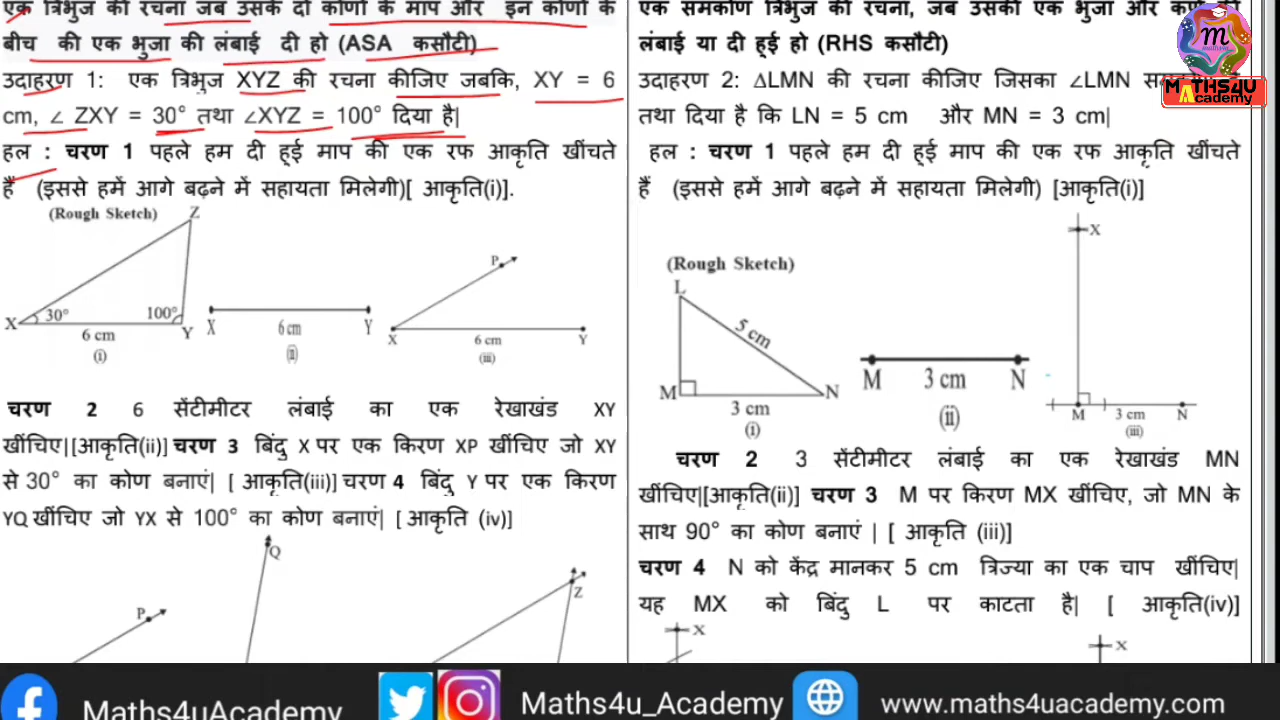 एक त्रिभुज की रचना जब उसके दो कोणों के माप और इन कोणों के
बीच की एक भुजा की लंबाई दी हो (ASA कसौटी)
उदाहरण 1: एक त्रिभुज XYZ की रचना कीजिए जबकि, XY = 6
cm, ∠ ZXY = 30° तथा ∠XYZ = 100° दिया है|
हल : चरण 1 पहले हम दी हूई माप की एक रफ आकृति खींचते
हैं (इससे हमें आगे बढ़ने में सहायता मिलेगी)[ आकृति(i)].
(Rough Sketch) Z
X 30° 100° Y
6 cm
(i)
X 6 cm Y
(ii)
P
X 6 cm Y
(iii)
चरण 2 6 सेंटीमीटर लंबाई का एक रेखाखंड XY
खींचिए|[आकृति(ii)] चरण 3 बिंदु X पर एक किरण XP खींचिए जो XY
से 30° का कोण बनाएं| [ आकृति(iii)] चरण 4 बिंदु Y पर एक किरण
YQ खींचिए जो YX से 100° का कोण बनाएं| [ आकृति (iv)]
P
Q
Z
एक समकोण त्रिभुज की रचना, जब उसकी एक भुजा और
लंबाई या दी हूई हो (RHS कसौटी)
उदाहरण 2: ΔLMN की रचना कीजिए जिसका ∠LMN
तथा दिया है कि LN = 5 cm और MN = 3 cm|
हल : चरण 1 पहले हम दी हूई माप की एक रफ आकृति खींचते
हैं (इससे हमें आगे बढ़ने में सहायता मिलेगी) [आकृति(i)]
(Rough Sketch)
L
5 cm
M N
3 cm
(i)
M 3 cm N
(ii)
X
M 3 cm N
(iii)
चरण 2 3 सेंटीमीटर लंबाई का एक रेखाखंड MN
खींचिए|[आकृति(ii)] चरण 3 M पर किरण MX खींचिए, जो MN के
साथ 90° का कोण बनाएं | [ आकृति (iii)]
चरण 4 N को केंद्र मानकर 5 cm त्रिज्या का एक चाप खींचिए|
यह MX को बिंदु L पर काटता है| [ आकृति(iv)]
X
X
m
MATHS4U
Academy
Maths4uAcademy
Maths4u_Academy
www.maths4uacademy.com